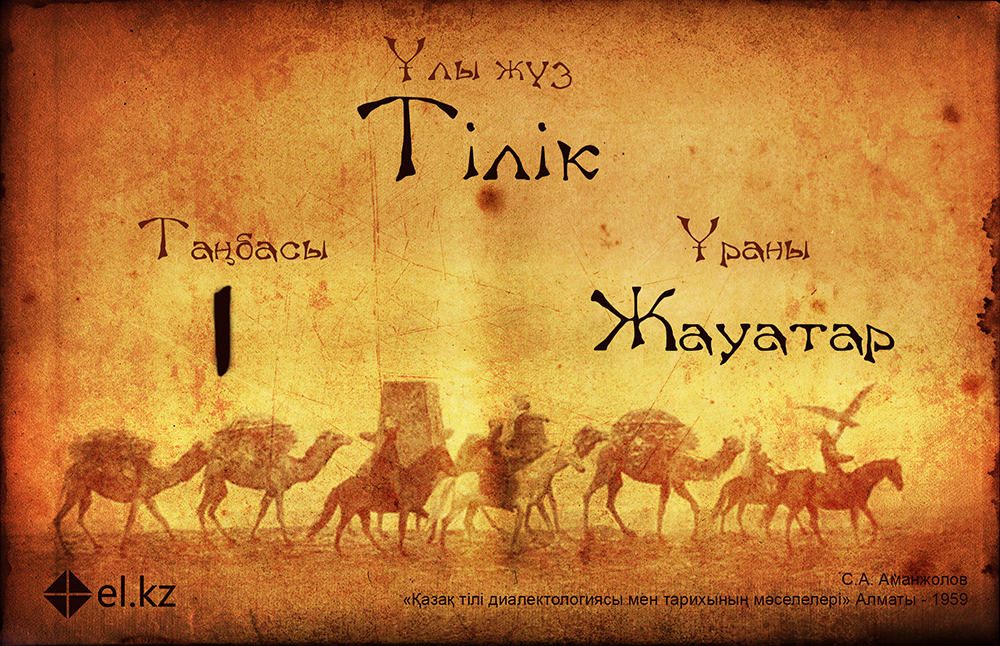 Ұлы жүз
Тілік
Таңбасы
Ұраны
Жауатар
el.kz
С.А. Аманжолов
«Қазақ тілі диалектологиясы мен тарихының мәселелері» Алматы - 1959